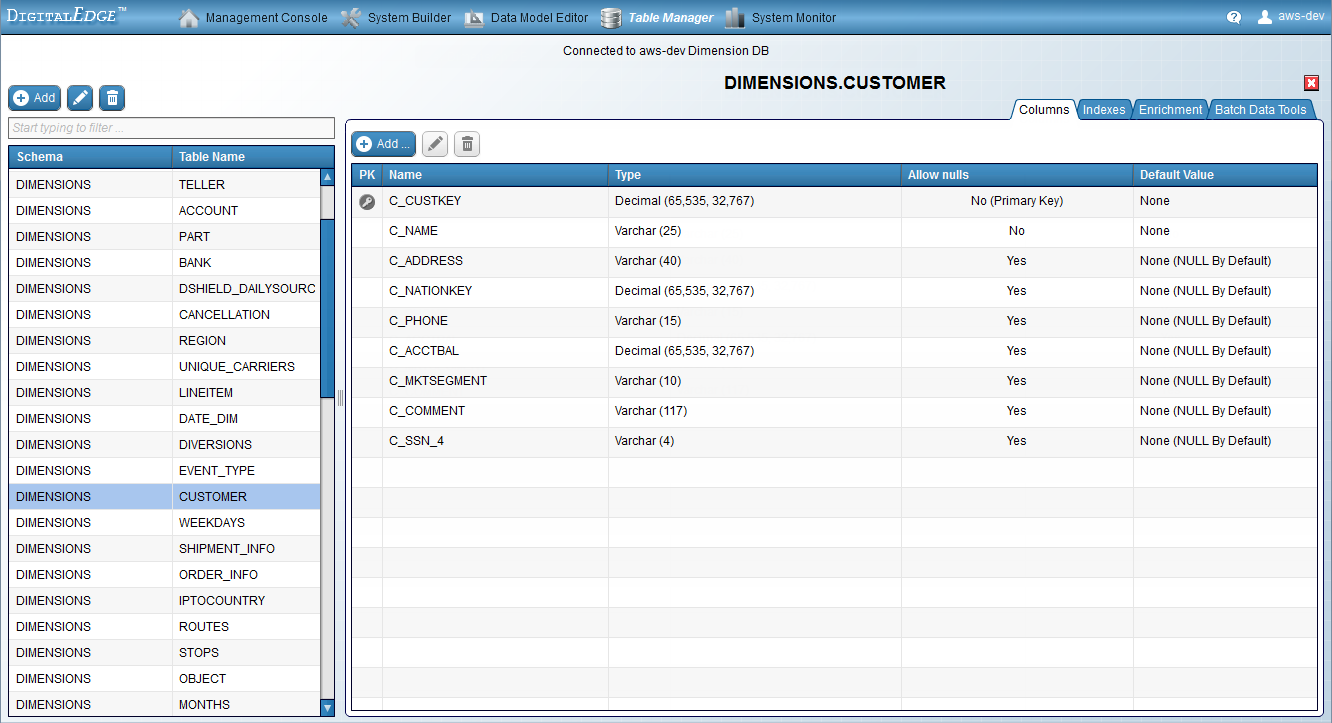 DIGITALEDGE™ Management Console System Builder Data Model Editor Table Manager System Monitor ? aws-dev
Connected to aws-dev Dimension DB
DIMENSIONS.CUSTOMER
Add
Start typing to filter ...
Schema Table Name
DIMENSIONS TELLER
DIMENSIONS ACCOUNT
DIMENSIONS PART
DIMENSIONS BANK
DIMENSIONS DSHIELD_DAILYSOURC
DIMENSIONS CANCELLATION
DIMENSIONS REGION
DIMENSIONS UNIQUE_CARRIERS
DIMENSIONS LINEITEM
DIMENSIONS DATE_DIM
DIMENSIONS DIVERSIONS
DIMENSIONS EVENT_TYPE
DIMENSIONS CUSTOMER
DIMENSIONS WEEKDAYS
DIMENSIONS SHIPMENT_INFO
DIMENSIONS ORDER_INFO
DIMENSIONS IPTOCOUNTRY
DIMENSIONS ROUTES
DIMENSIONS STOPS
DIMENSIONS OBJECT
DIMENSIONS MONTHS
Columns Indexes Enrichment Batch Data Tools
Add ...
PK Name Type Allow nulls Default Value
C_CUSTKEY Decimal (65,535, 32,767) No (Primary Key) None
C_NAME Varchar (25) No None
C_ADDRESS Varchar (40) Yes None (NULL By Default)
C_NATIONKEY Decimal (65,535, 32,767) Yes None (NULL By Default)
C_PHONE Varchar (15) Yes None (NULL By Default)
C_ACCTBAL Decimal (65,535, 32,767) Yes None (NULL By Default)
C_MKTSEGMENT Varchar (10) Yes None (NULL By Default)
C_COMMENT Varchar (117) Yes None (NULL By Default)
C_SSN_4 Varchar (4) Yes None (NULL By Default)